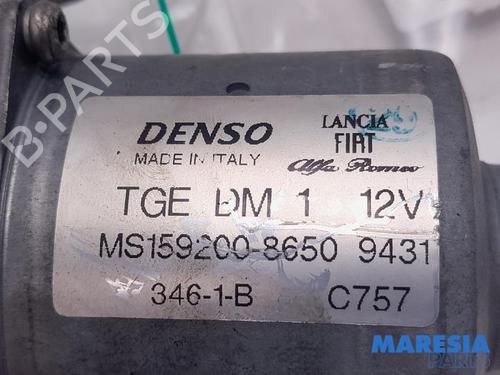 B-PARTS
DENSO
MADE IN ITALY
LANCIA
FIAT
Alfa Romeo
TGE DM 1 12V
MS159200-8650 9431
346-1-B C757
MARESIA
PARTS